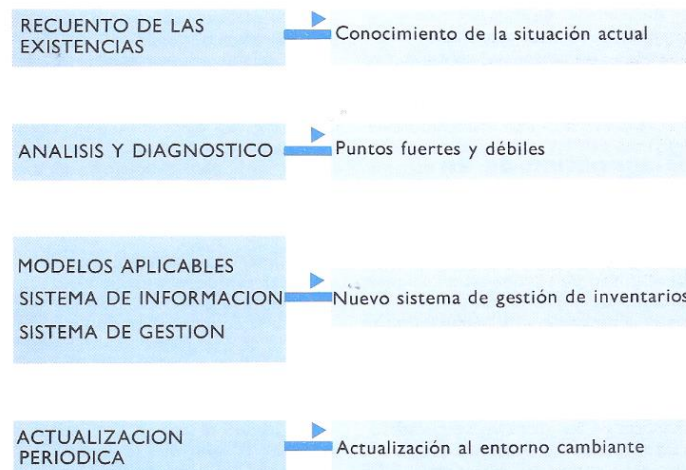 RECUENTO DE LAS
EXISTENCIAS
Conocimiento de la situación actual
ANALISIS Y DIAGNOSTICO
Puntos fuertes y débiles
MODELOS APLICABLES
SISTEMA DE INFORMACION
SISTEMA DE GESTION
Nuevo sistema de gestión de inventarios
ACTUALIZACION
PERIODICA
Actualización al entorno cambiante